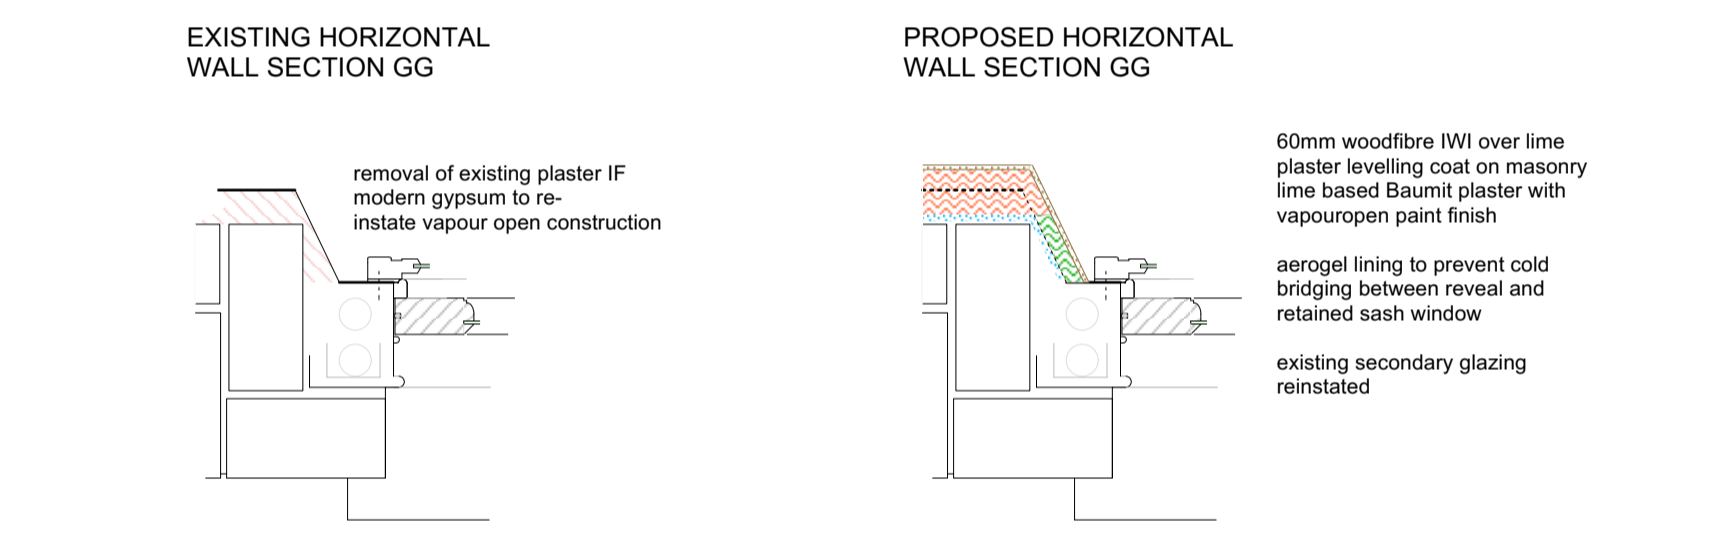 EXISTING HORIZONTAL
WALL SECTION GG
removal of existing plaster IF
modern gypsum to re-
instate vapour open construction
PROPOSED HORIZONTAL
WALL SECTION GG
60mm woodfibre IWI over lime
plaster levelling coat on masonry
lime based Baumit plaster with
vapouropen paint finish
aerogel lining to prevent cold
bridging between reveal and
retained sash window
existing secondary glazing
reinstated